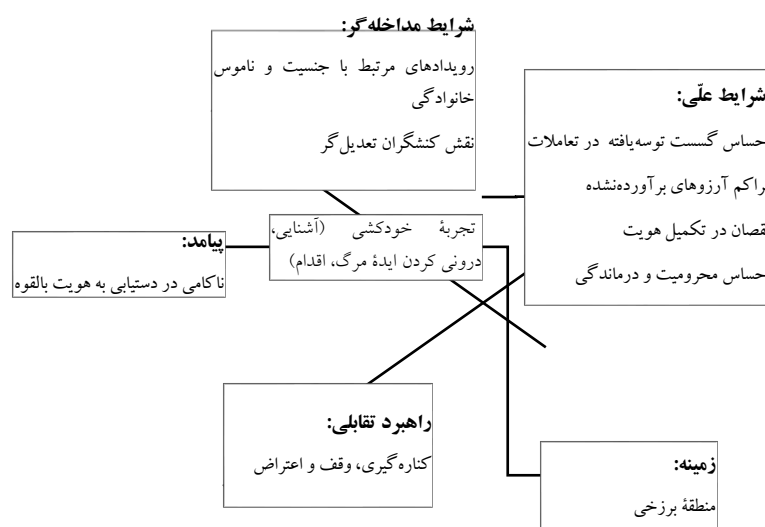 شرایط مداخله‌گر:
رویدادهای مرتبط با جنسیت و ناموس
خانوادگی
نقش کنشگران تعدیل‌گر
شرایط علّی:
حساس گسست توسه‌یافته در تعاملات
راکم آرزوهای برآورده‌نشده
قصان در تکمیل هویت
حساس محرومیت و درماندگی
تجربهٔ خودکشی (آشنایی،
درونی کردن ایدهٔ مرگ، اقدام)
پیامد:
ناکامی در دستیابی به هویت بالقوه
راهبرد تقابلی:
کناره‌گیری، وقف و اعتراض
زمینه:
منطقهٔ برزخی